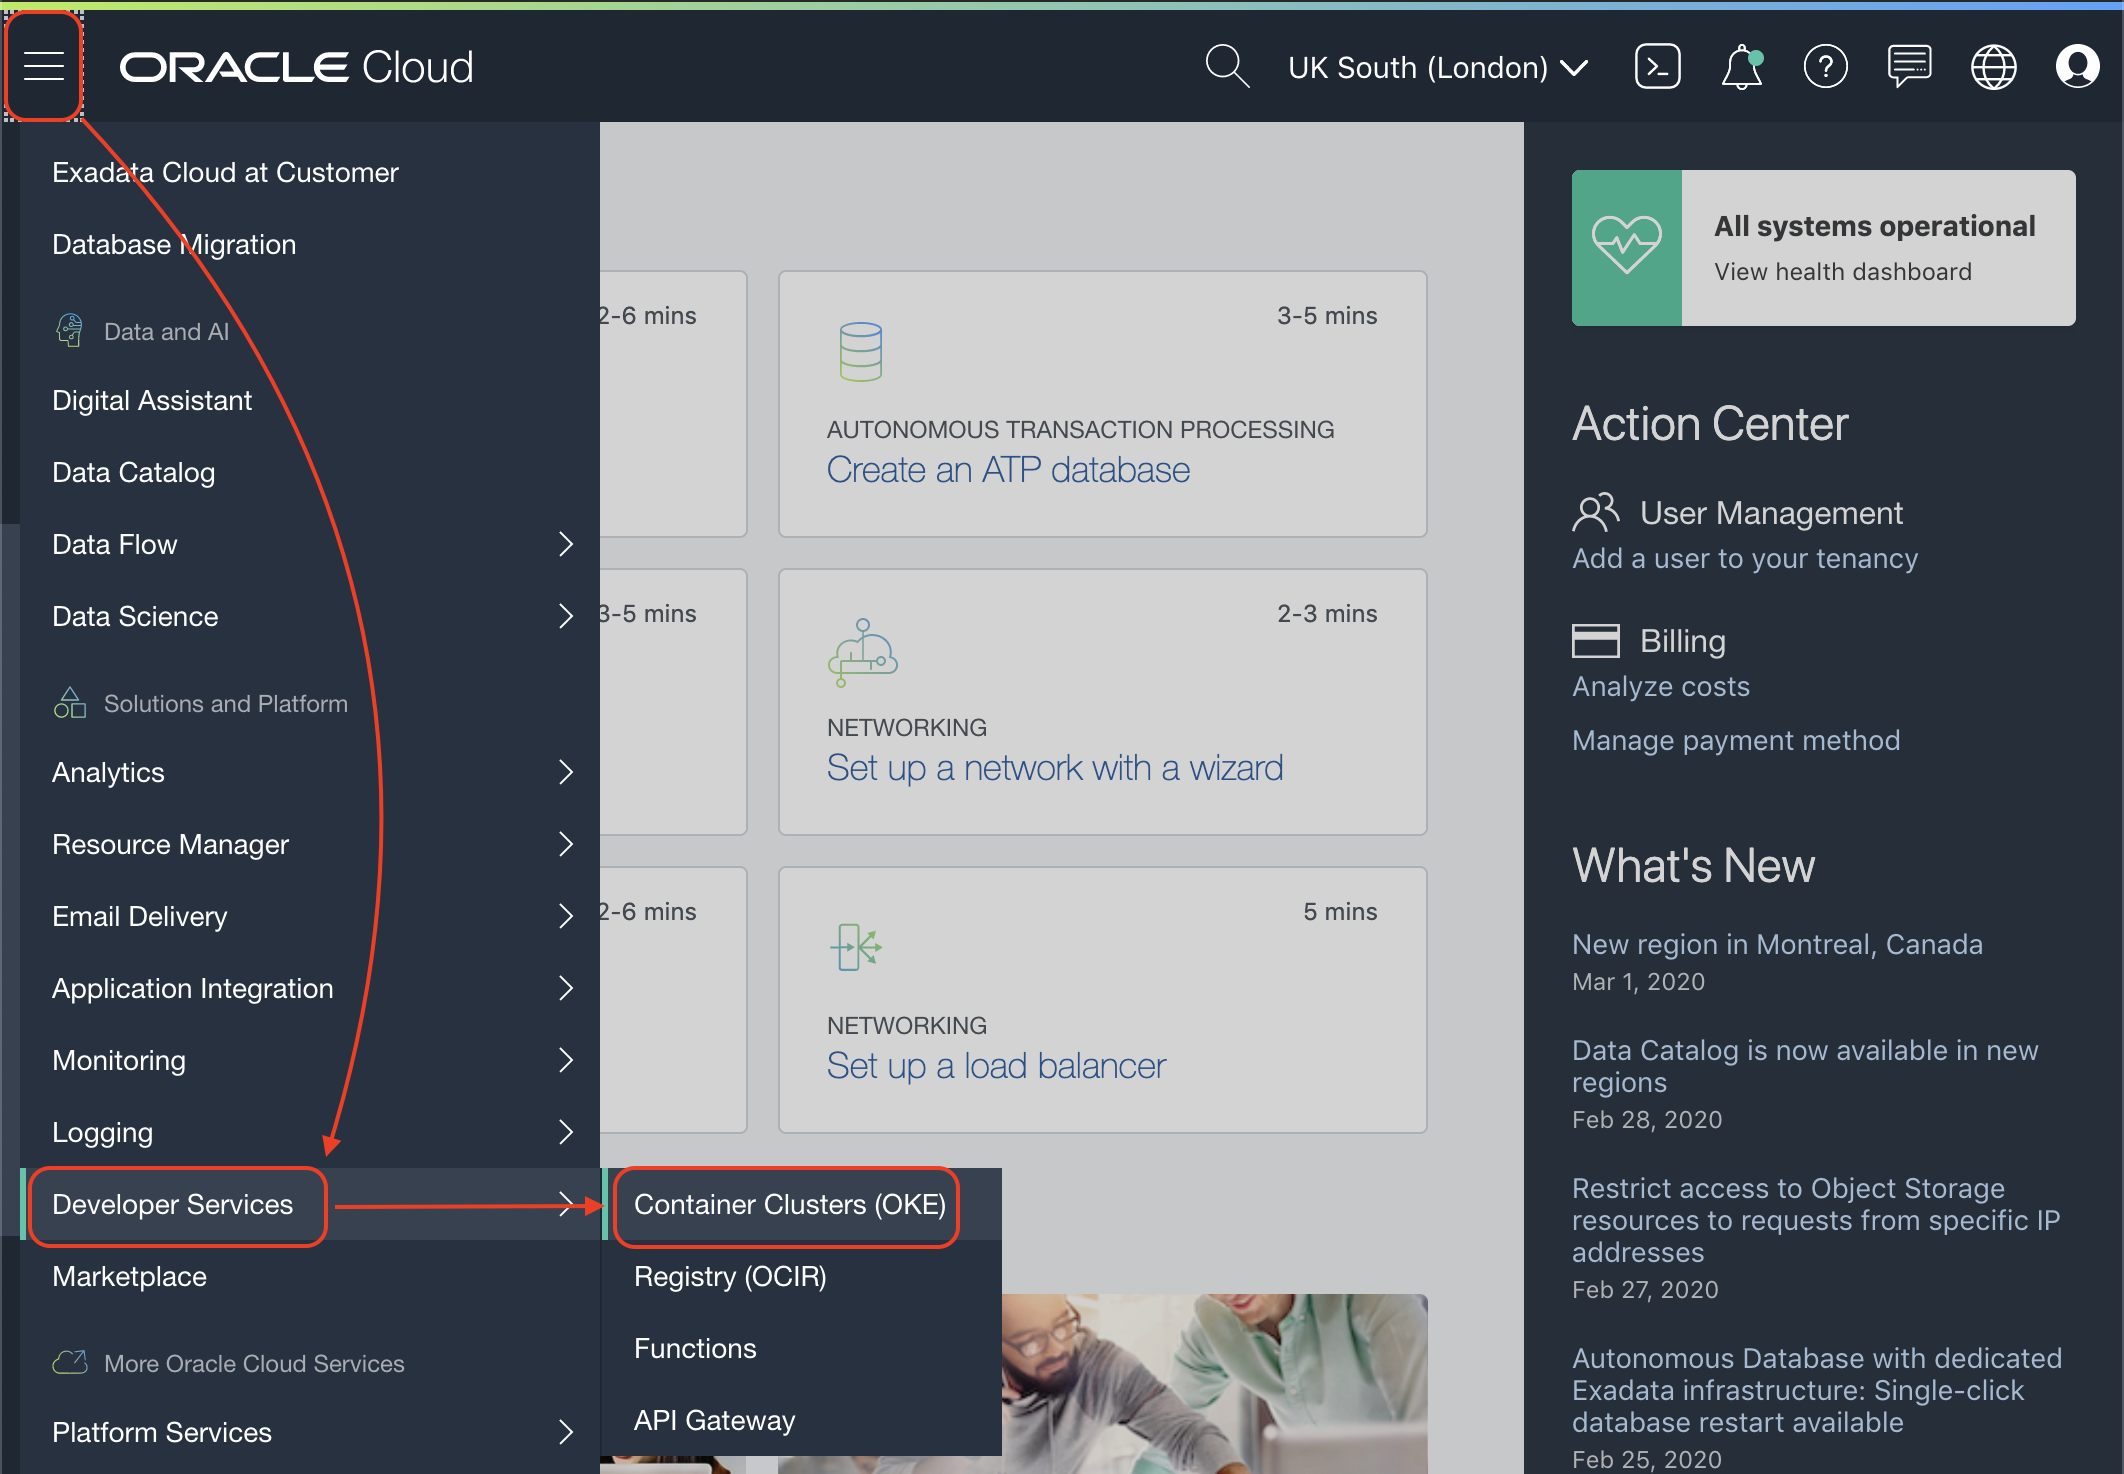 ORACLE Cloud
UK South (London)
Exadata Cloud at Customer
Database Migration
Data and AI
Digital Assistant
Data Catalog
Data Flow
Data Science
Solutions and Platform
Analytics
Resource Manager
Email Delivery
Application Integration
Monitoring
Logging
Developer Services
Marketplace
More Oracle Cloud Services
Platform Services
Container Clusters (OKE)
Registry (OCIR)
Functions
API Gateway
2-6 mins
3-5 mins
AUTONOMOUS TRANSACTION PROCESSING
Create an ATP database
3-5 mins
2-3 mins
NETWORKING
Set up a network with a wizard
2-6 mins
5 mins
NETWORKING
Set up a load balancer
All systems operational
View health dashboard
Action Center
User Management
Add a user to your tenancy
Billing
Analyze costs
Manage payment method
What's New
New region in Montreal, Canada
Mar 1, 2020
Data Catalog is now available in new
regions
Feb 28, 2020
Restrict access to Object Storage
resources to requests from specific IP
addresses
Feb 27, 2020
Autonomous Database with dedicated
Exadata infrastructure: Single-click
database restart available
Feb 25, 2020